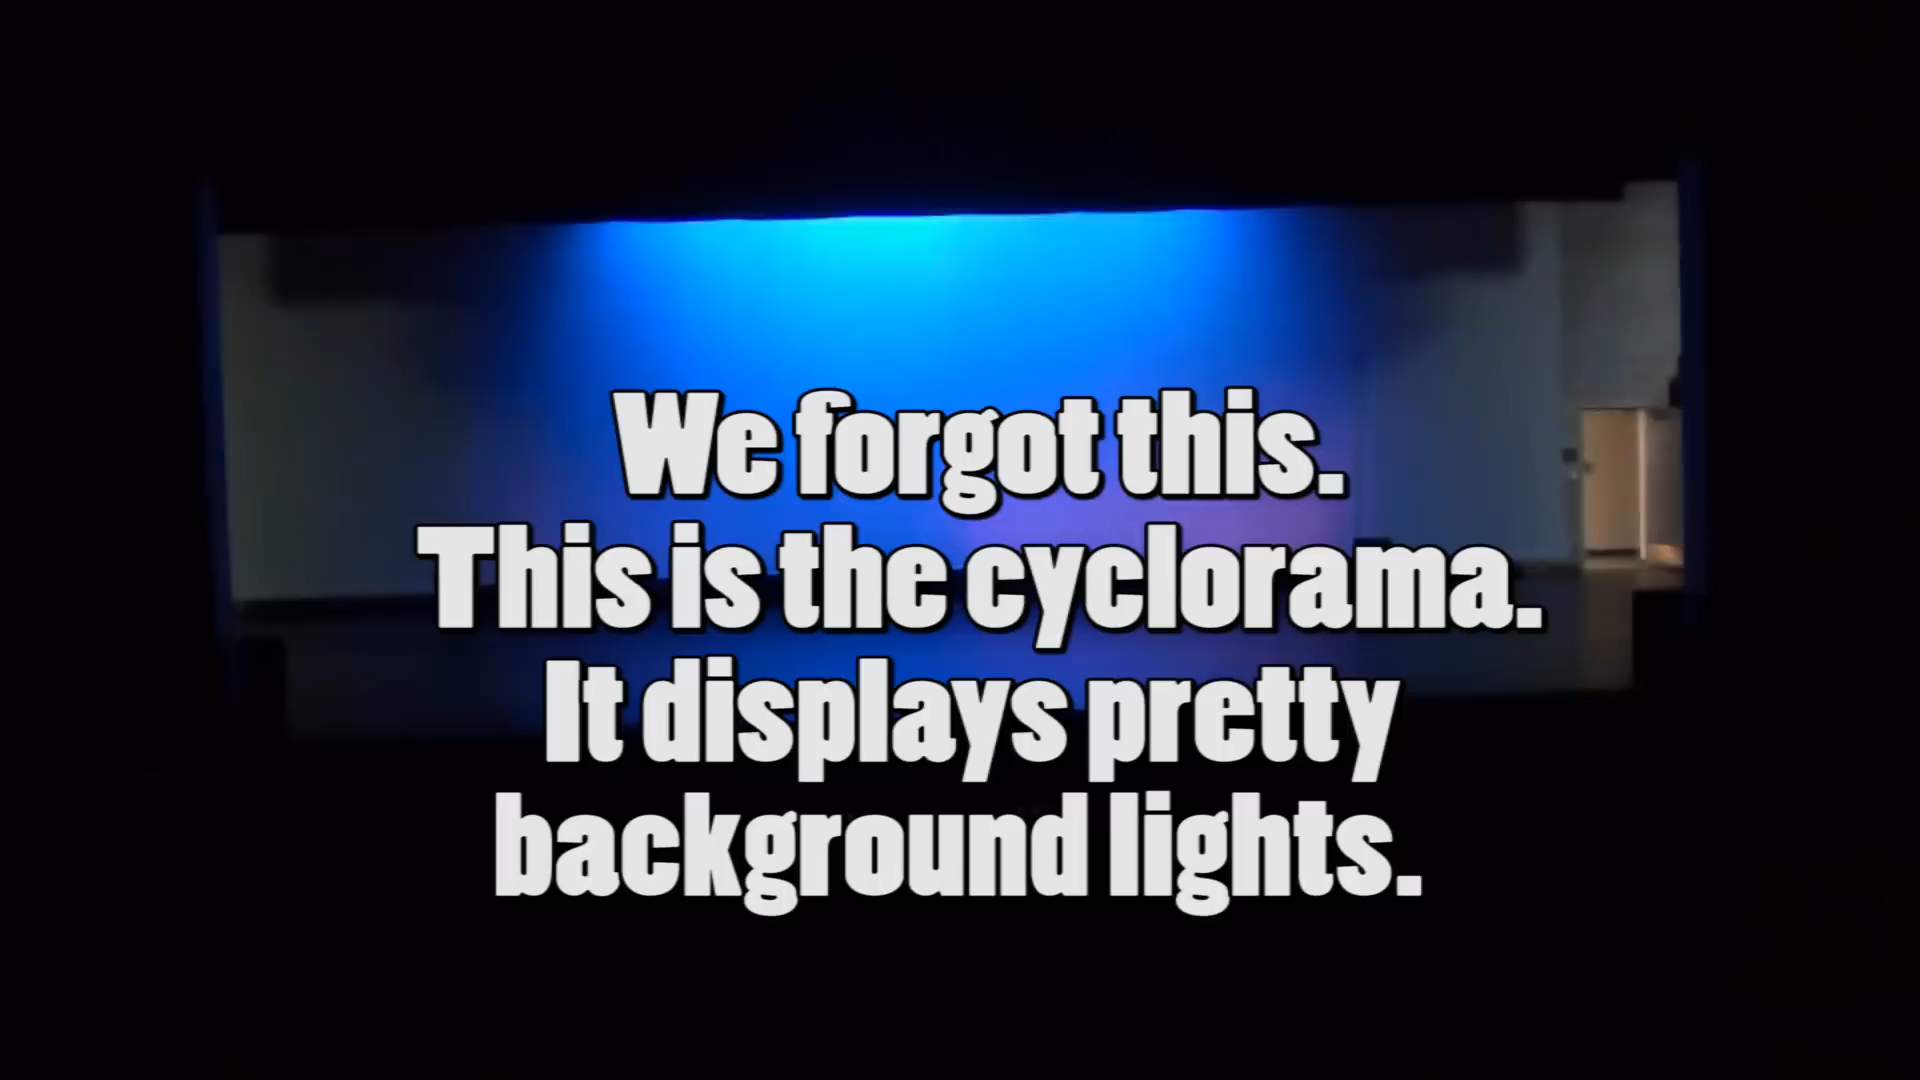 We forgot this.
This is the cyclorama.
It displays pretty
background lights.